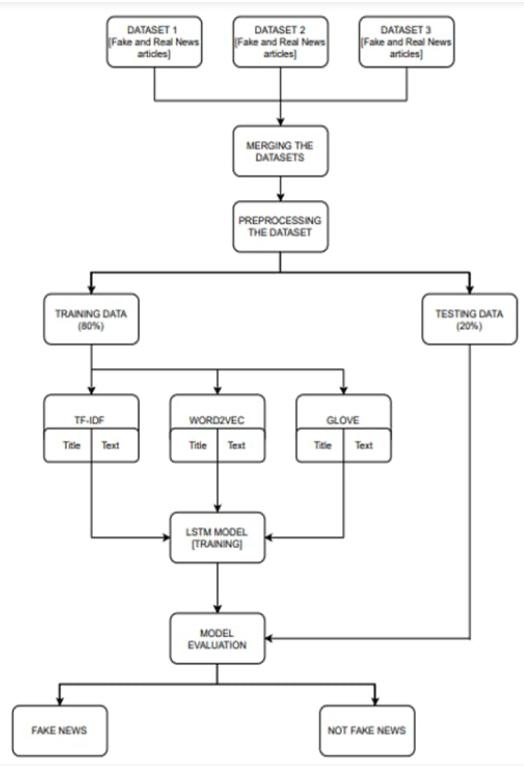 DATASET 1
[Fake and Real News
articles]
DATASET 2
[Fake and Real News
articles]
DATASET 3
[Fake and Real News
articles]
MERGING THE
DATASETS
PREPROCESSING
THE DATASET
TRAINING DATA
(80%)
TESTING DATA
(20%)
TF-IDF
Title Text
WORD2VEC
Title Text
GLOVE
Title Text
LSTM MODEL
[TRAINING]
MODEL
EVALUATION
FAKE NEWS
NOT FAKE NEWS